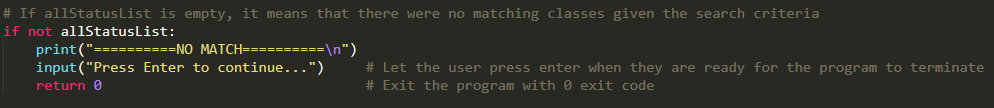 # If allStatusList is empty, it means that there were no matching classes given the search criteria
if not allStatusList:
    print("==========NO MATCH==========\n")
    input("Press Enter to continue...")     # Let the user press enter when they are ready for the program to terminate
    return 0                                # Exit the program with 0 exit code